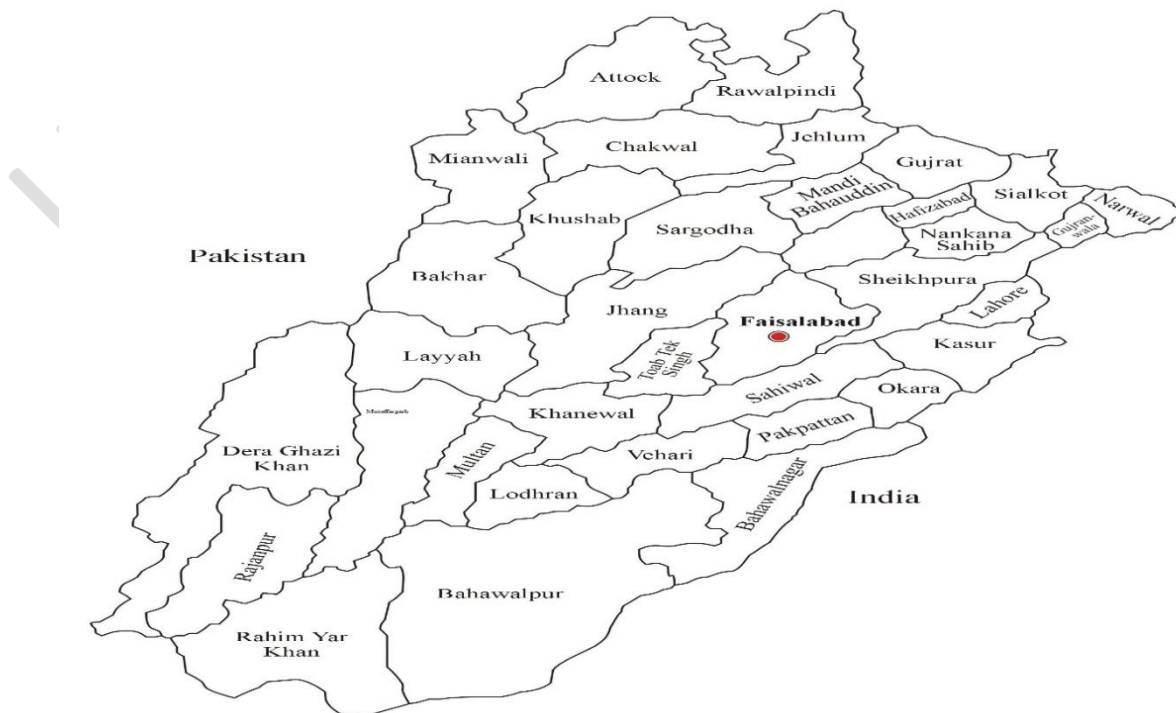 Attock
Rawalpindi
Jehlum
Chakwal
Mianwali
Gujrat
Mandi
Bahauddin
Sialkot
Narwal
Hafizabad
Khushab
Sargodha
Gujran-
wala
Nankana
Sahib
Pakistan
Bakhar
Sheikhpura
Jhang
Lahore
Faisalabad
Kasur
Layyah
Toab Tek
Singh
Sahiwal
Okara
Khanewal
Pakpattan
Dera Ghazi
Khan
Multan
Vehari
Lodhran
Bahawalnagar
India
Rajanpur
Bahawalpur
Rahim Yar
Khan